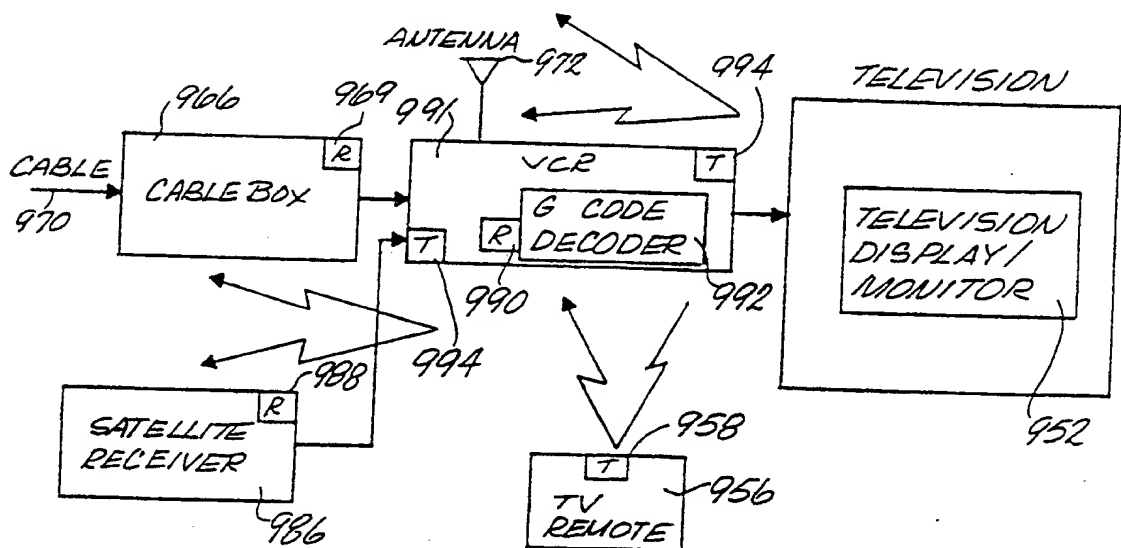 ANTENNA
972
994
TELEVISION
966
969
991
R
VCR
T
CABLE
970
CABLE BOX
G CODE
DECODER
R
T
990
992
TELEVISION
DISPLAY/
MONITOR
994
988
R
SATELLITE
RECEIVER
986
958
T
956
TV
REMOTE
952